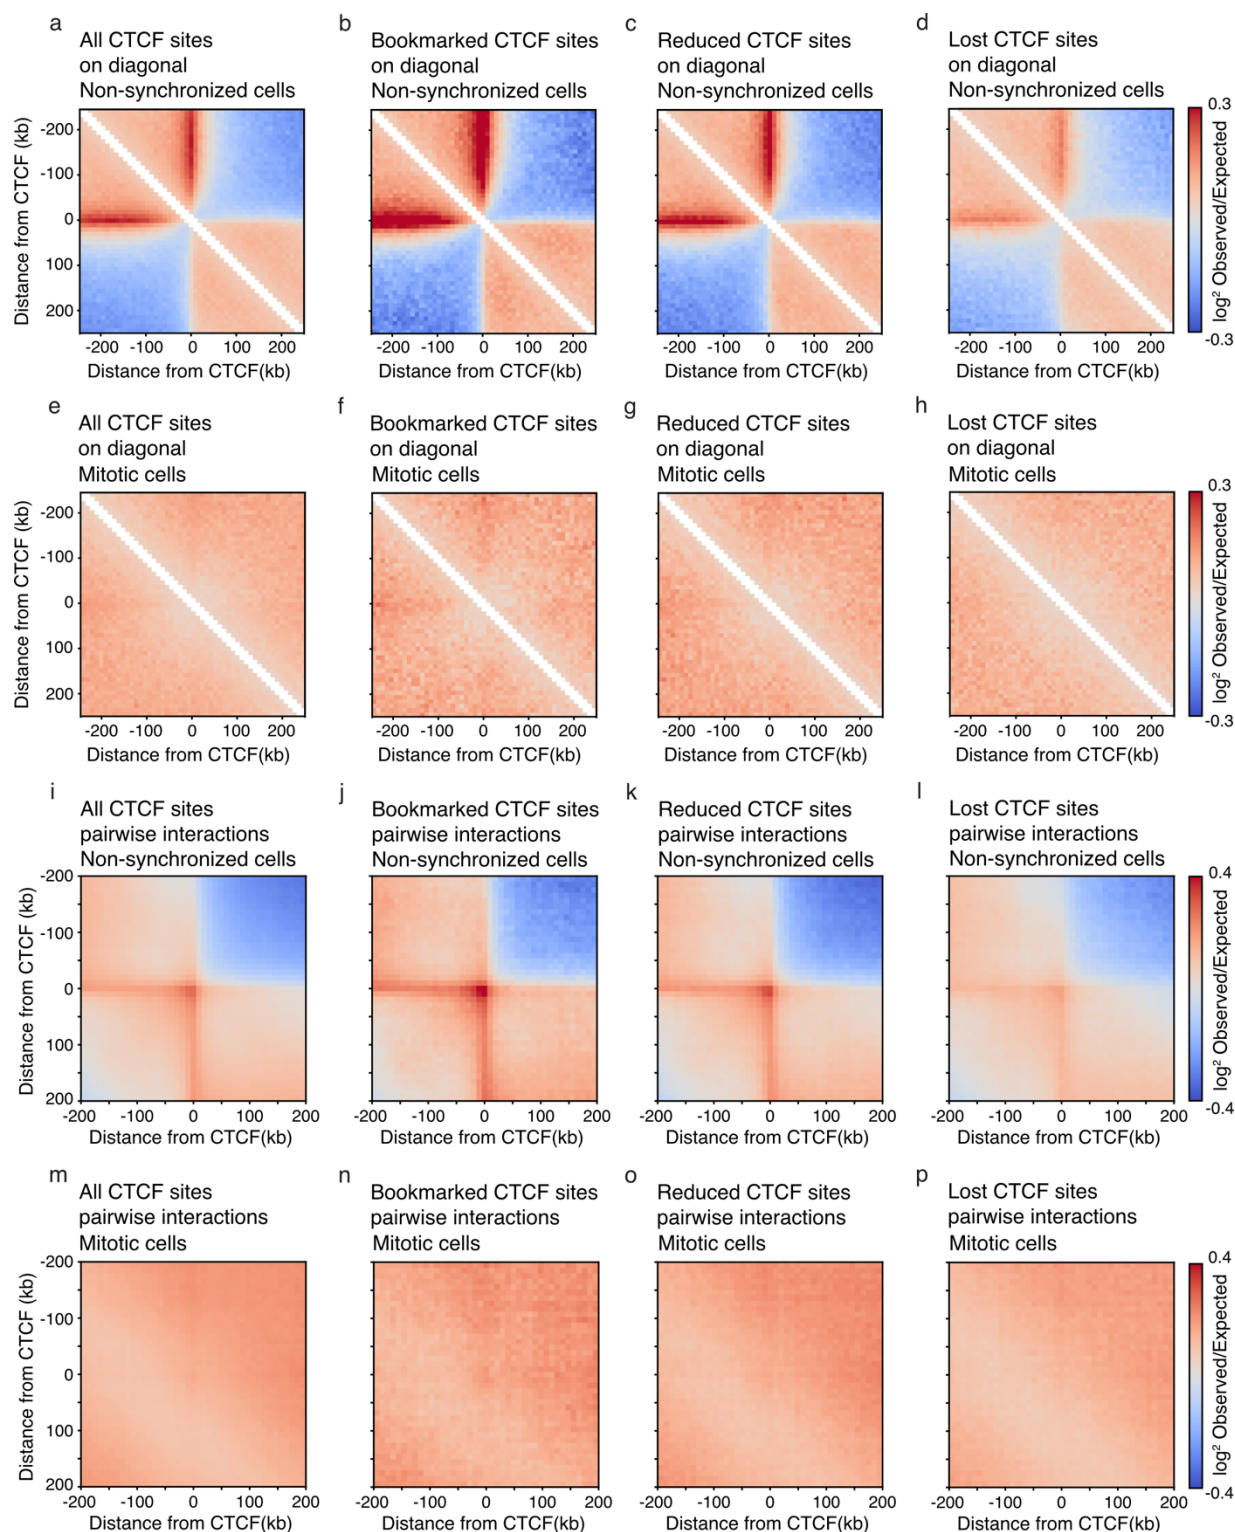 a
All CTCF sites
on diagonal
Non-synchronized cells
b
Bookmarked CTCF sites
on diagonal
Non-synchronized cells
c
Reduced CTCF sites
on diagonal
Non-synchronized cells
d
Lost CTCF sites
on diagonal
Non-synchronized cells
Distance from CTCF (kb)
-200
-100
0
100
200
-200 -100 0 100 200
Distance from CTCF(kb)
-200 -100 0 100 200
Distance from CTCF(kb)
-200 -100 0 100 200
Distance from CTCF(kb)
-200 -100 0 100 200
Distance from CTCF(kb)
0.3
log² Observed/Expected
-0.3
e
All CTCF sites
on diagonal
Mitotic cells
f
Bookmarked CTCF sites
on diagonal
Mitotic cells
g
Reduced CTCF sites
on diagonal
Mitotic cells
h
Lost CTCF sites
on diagonal
Mitotic cells
Distance from CTCF (kb)
-200
-100
0
100
200
-200 -100 0 100 200
Distance from CTCF(kb)
-200 -100 0 100 200
Distance from CTCF(kb)
-200 -100 0 100 200
Distance from CTCF(kb)
-200 -100 0 100 200
Distance from CTCF(kb)
0.3
log² Observed/Expected
-0.3
i
All CTCF sites
pairwise interactions
Non-synchronized cells
j
Bookmarked CTCF sites
pairwise interactions
Non-synchronized cells
k
Reduced CTCF sites
pairwise interactions
Non-synchronized cells
l
Lost CTCF sites
pairwise interactions
Non-synchronized cells
Distance from CTCF (kb)
-200
-100
0
100
200
-200 -100 0 100 200
Distance from CTCF(kb)
-200 -100 0 100 200
Distance from CTCF(kb)
-200 -100 0 100 200
Distance from CTCF(kb)
-200 -100 0 100 200
Distance from CTCF(kb)
0.4
log² Observed/Expected
-0.4
m
All CTCF sites
pairwise interactions
Mitotic cells
n
Bookmarked CTCF sites
pairwise interactions
Mitotic cells
o
Reduced CTCF sites
pairwise interactions
Mitotic cells
p
Lost CTCF sites
pairwise interactions
Mitotic cells
Distance from CTCF (kb)
-200
-100
0
100
200
-200 -100 0 100 200
Distance from CTCF(kb)
-200 -100 0 100 200
Distance from CTCF(kb)
-200 -100 0 100 200
Distance from CTCF(kb)
-200 -100 0 100 200
Distance from CTCF(kb)
0.4
log² Observed/Expected
-0.4